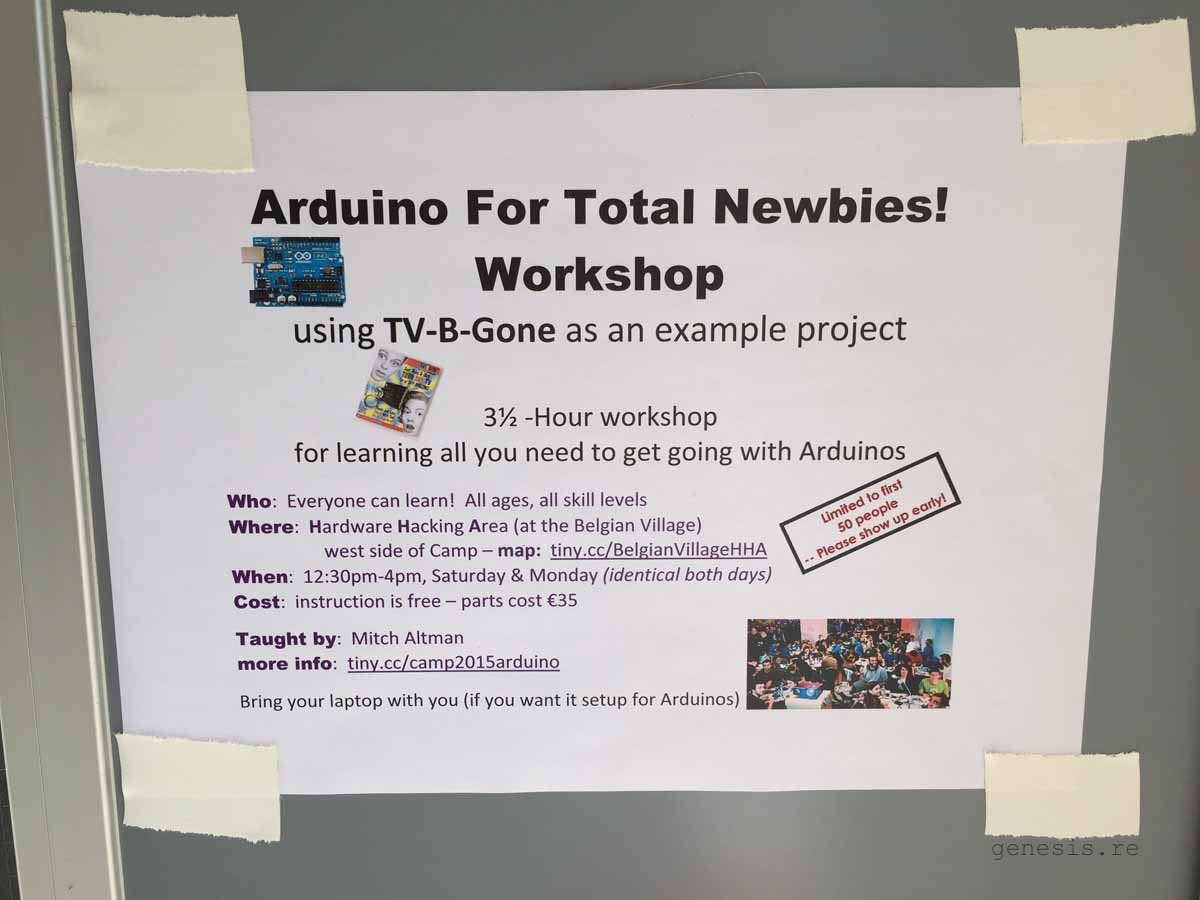 Arduino For Total Newbies!
Workshop
using TV-B-Gone as an example project
3½ -Hour workshop
for learning all you need to get going with Arduinos
Limited to first
50 people
-- Please show up early!
Who: Everyone can learn! All ages, all skill levels
Where: Hardware Hacking Area (at the Belgian Village)
west side of Camp – map: tiny.cc/BelgianVillageHHA
When: 12:30pm-4pm, Saturday & Monday (identical both days)
Cost: instruction is free – parts cost €35
Taught by: Mitch Altman
more info: tiny.cc/camp2015arduino
Bring your laptop with you (if you want it setup for Arduinos)
genesis.re